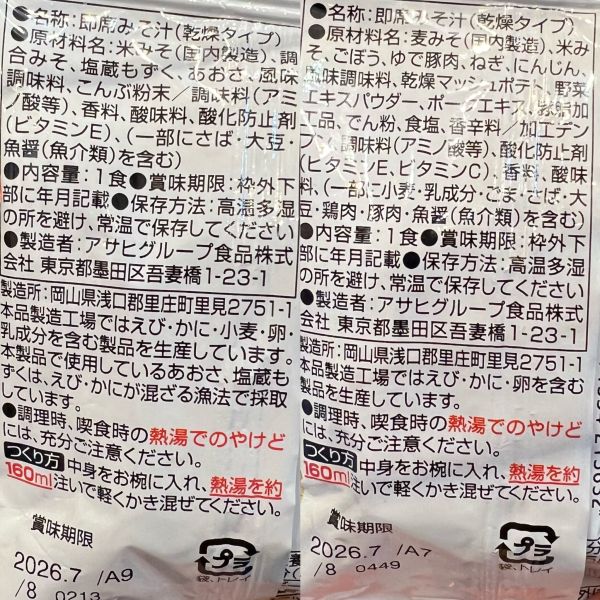 ●名称:即席みそ汁(乾燥タイプ)
●原材料名:米みそ(国内製造)、調
合みそ、塩蔵もずく、あおさ、風味
調味料、こんぶ粉末/調味料(アミ
ノ酸等)、香料、酸味料、酸化防止剤
(ビタミンE)、(一部にさば・大豆・
魚醤(魚介類)を含む)
●内容量:1食●賞味期限:枠外下
部に年月記載●保存方法:高温多湿
の所を避け、常温で保存してください
●製造者:アサヒグループ食品株式
会社 東京都墨田区吾妻橋1-23-1
製造所:岡山県浅口郡里庄町里見2751-1
本品製造工場ではえび・かに・小麦・卵・
乳成分を含む製品を生産しています。
本品で使用しているあおさ、塩蔵も
ずくは、えび・かにが混ざる漁法で採取
しています。
●調理時、喫食時の熱湯でのやけど
には、充分ご注意ください。
つくり方 中身をお椀に入れ、熱湯を約
160ml注いで軽くかき混ぜてください。
賞味期限
2026.7 /A9
/8 0213
プラ
袋、トレイ
●名称:即席みそ汁(乾燥タイプ)
●原材料名:麦みそ(国内製造)、米み
そ、ごぼう、ゆで豚肉、ねぎ、にんじん、
風味調味料、乾燥マッシュポテト、野菜
エキスパウダー、ポークエキス、
工品、でん粉、食塩、香辛料/加工デン
、調味料(アミノ酸等)、酸化防止剤
(ビタミンE、ビタミンC)、香料、酸味
、(一部に小麦・乳成分・ごま・さば・大
豆・鶏肉・豚肉・魚醤(魚介類)を含む)
●内容量:1食●賞味期限:枠外下
部に年月記載●保存方法:高温多湿
の所を避け、常温で保存してください
●製造者:アサヒグループ食品株式
会社 東京都墨田区吾妻橋1-23-1
製造所:岡山県浅口郡里庄町里見2751-1
本品製造工場ではえび・かに・卵を含む
製品を生産しています。
●調理時、喫食時の熱湯でのやけど
には、充分ご注意ください。
つくり方 中身をお椀に入れ、熱湯を約
160ml注いで軽くかき混ぜてください。
賞味期限
2026.7 /A7
/8 0449
プラ
袋、トレイ